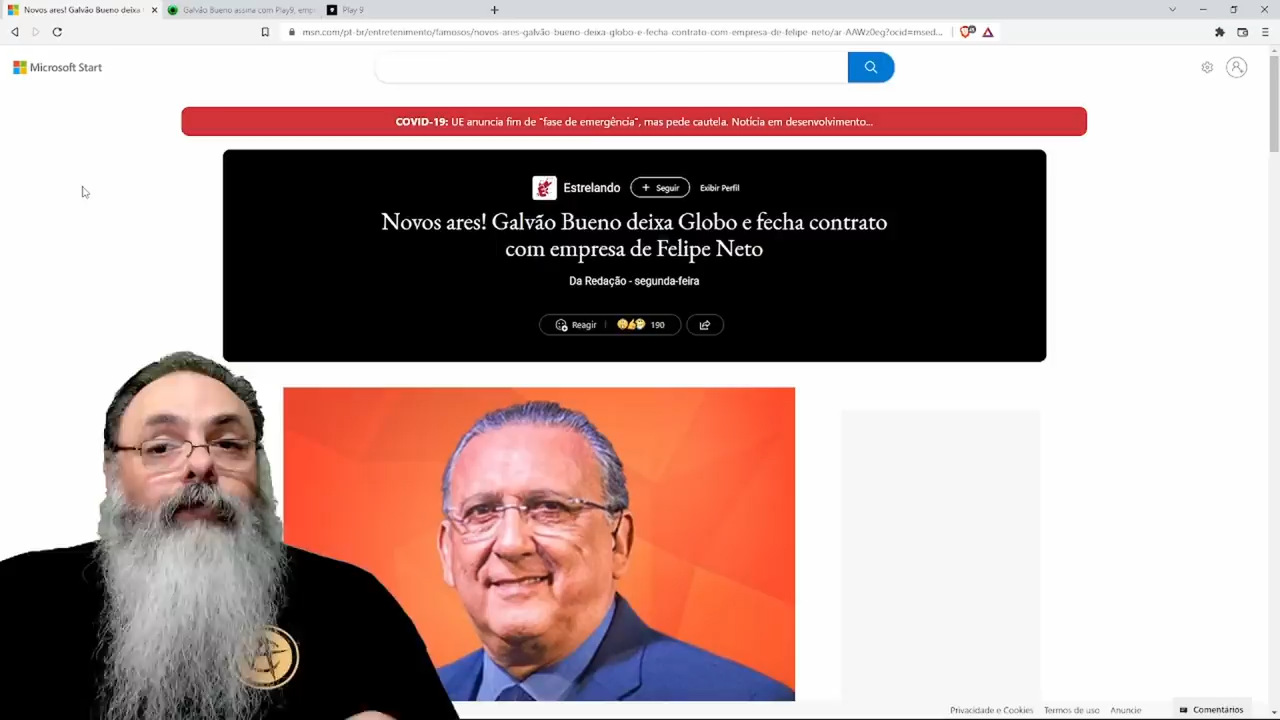 Novos ares! Galvão Bueno deixa
Galvão Bueno assina com Play9, emp
Play 9
msn.com/pt-br/entretenimento/famosos/novos-ares-galvão-bueno-deixa-globo-e-fecha-contrato-com-empresa-de-felipe-neto/ar-AAWz0eg?ocid=msed...
Microsoft Start
COVID-19: UE anuncia fim de "fase de emergência", mas pede cautela. Notícia em desenvolvimento...
Estrelando + Seguir Exibir Perfil
Novos ares! Galvão Bueno deixa Globo e fecha contrato
com empresa de Felipe Neto
Da Redação - segunda-feira
Reagir 190
Privacidade e Cookies Termos de uso Anuncie Comentários